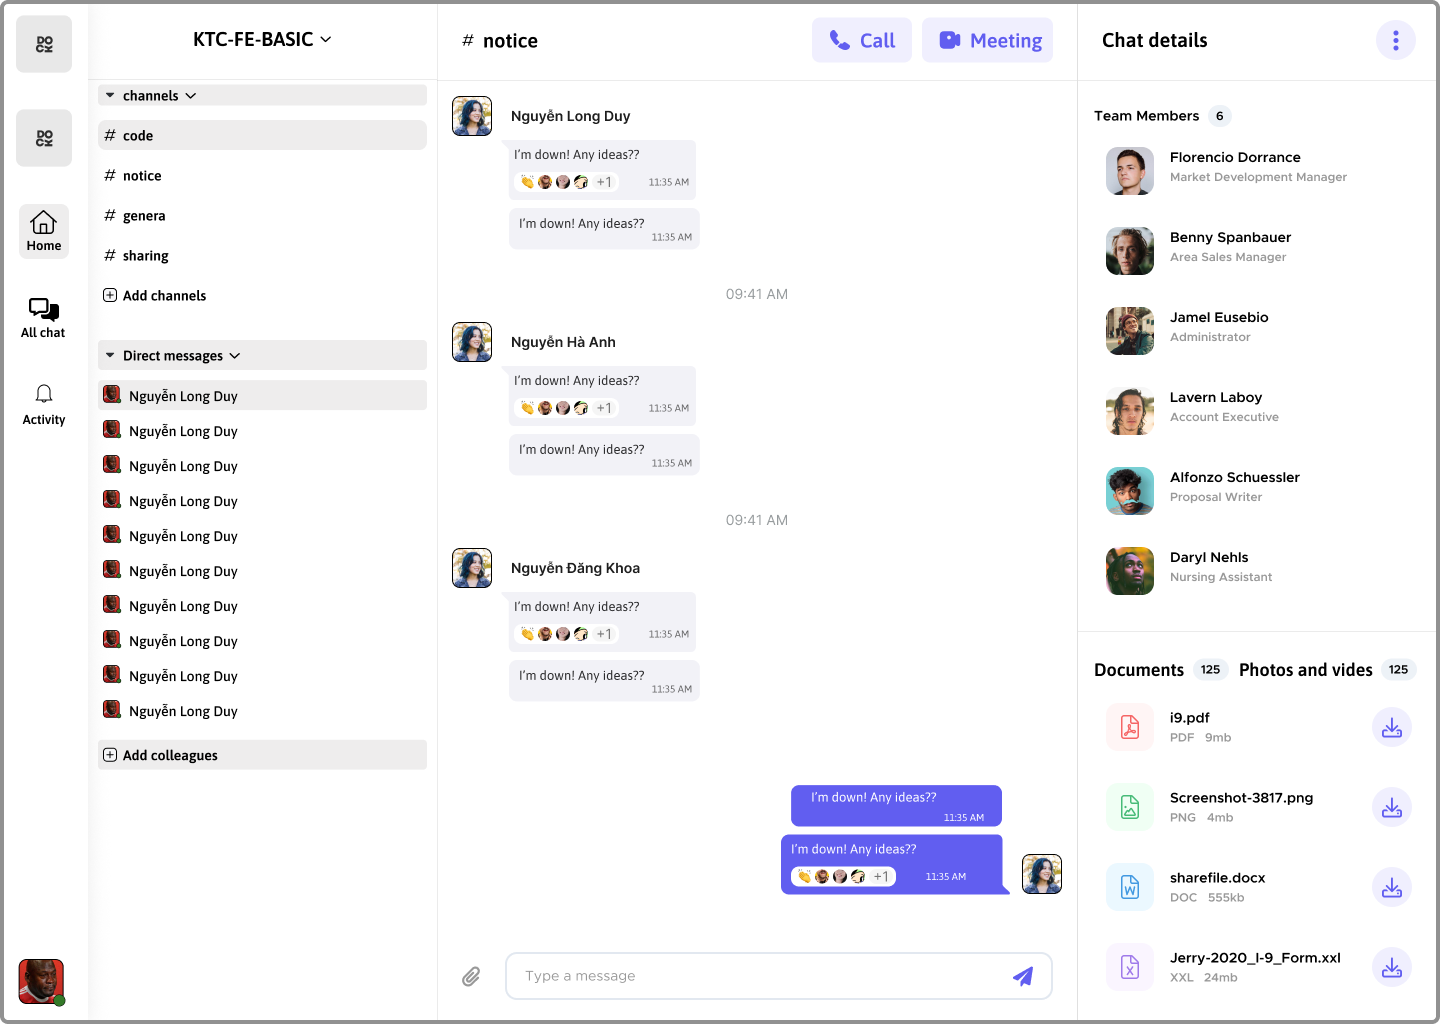 DO
CK
DO
CK
Home
All chat
Activity
KTC-FE-BASIC
channels
# code
# notice
# genera
# sharing
Add channels
Direct messages
Nguyễn Long Duy
Nguyễn Long Duy
Nguyễn Long Duy
Nguyễn Long Duy
Nguyễn Long Duy
Nguyễn Long Duy
Nguyễn Long Duy
Nguyễn Long Duy
Nguyễn Long Duy
Nguyễn Long Duy
Add colleagues
# notice
Call
Meeting
Nguyễn Long Duy
I'm down! Any ideas??
+1 11:35 AM
I'm down! Any ideas??
11:35 AM
09:41 AM
Nguyễn Hà Anh
I'm down! Any ideas??
+1 11:35 AM
I'm down! Any ideas??
11:35 AM
09:41 AM
Nguyễn Đăng Khoa
I'm down! Any ideas??
+1 11:35 AM
I'm down! Any ideas??
11:35 AM
I'm down! Any ideas??
11:35 AM
I'm down! Any ideas??
+1 11:35 AM
Type a message
Chat details
Team Members 6
Florencio Dorrance
Market Development Manager
Benny Spanbauer
Area Sales Manager
Jamel Eusebio
Administrator
Lavern Laboy
Account Executive
Alfonzo Schuessler
Proposal Writer
Daryl Nehls
Nursing Assistant
Documents 125 Photos and vides 125
i9.pdf
PDF 9mb
Screenshot-3817.png
PNG 4mb
W
sharefile.docx
DOC 555kb
X
Jerry-2020_I-9_Form.xxl
XXL 24mb